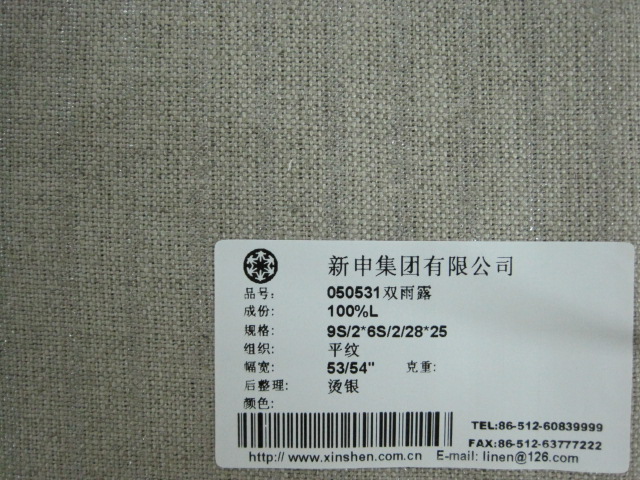 新申集团有限公司
品号: 050531双雨露
成份: 100%L
规格: 9S/2*6S/2/28*25
组织: 平纹
幅宽: 53/54" 克重:
后整理: 烫银
颜色:
TEL:86-512-60839999
FAX:86-512-63777222
http:// www.xinshen.com.cn E-mail: linen@126.com